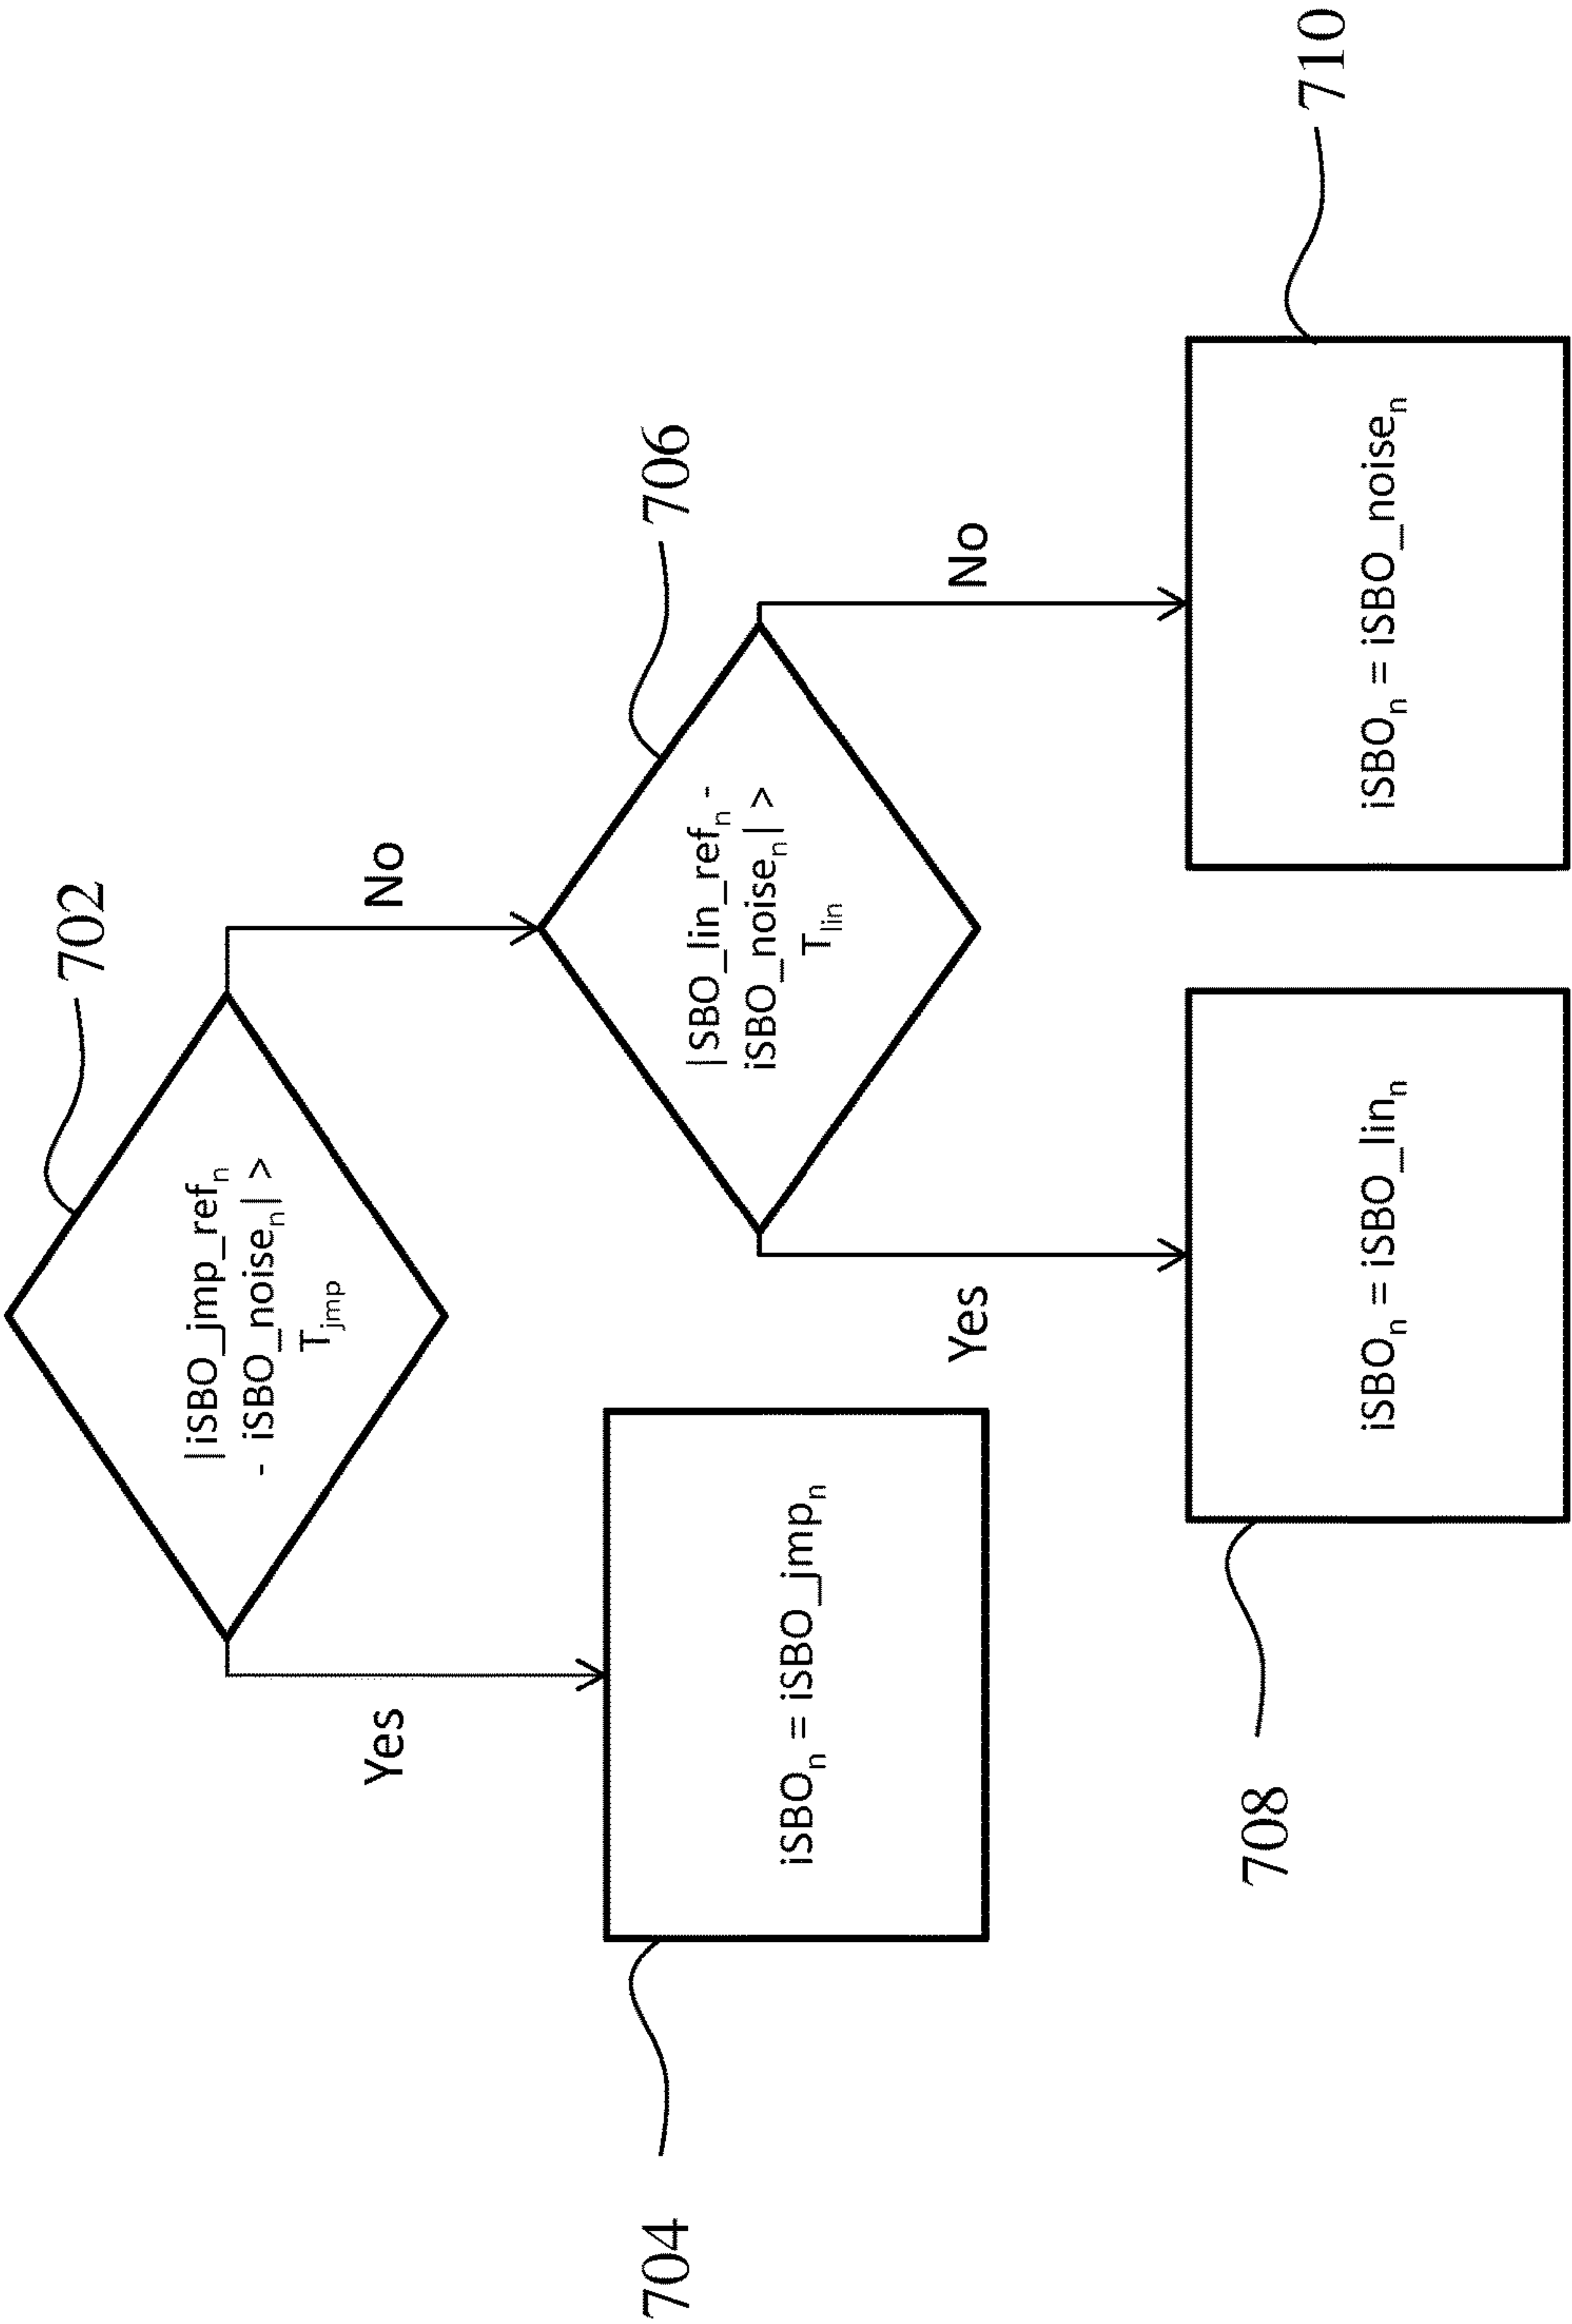 702
|iSBO_jmp_refₙ
- iSBO_noiseₙ| >
Tjmp
Yes
No
704
iSBOₙ = iSBO_jmpₙ
706
|SBO_lin_refₙ -
iSBO_noiseₙ| >
Tlin
Yes
No
708
iSBOₙ = iSBO_linₙ
710
iSBOₙ = iSBO_noiseₙ